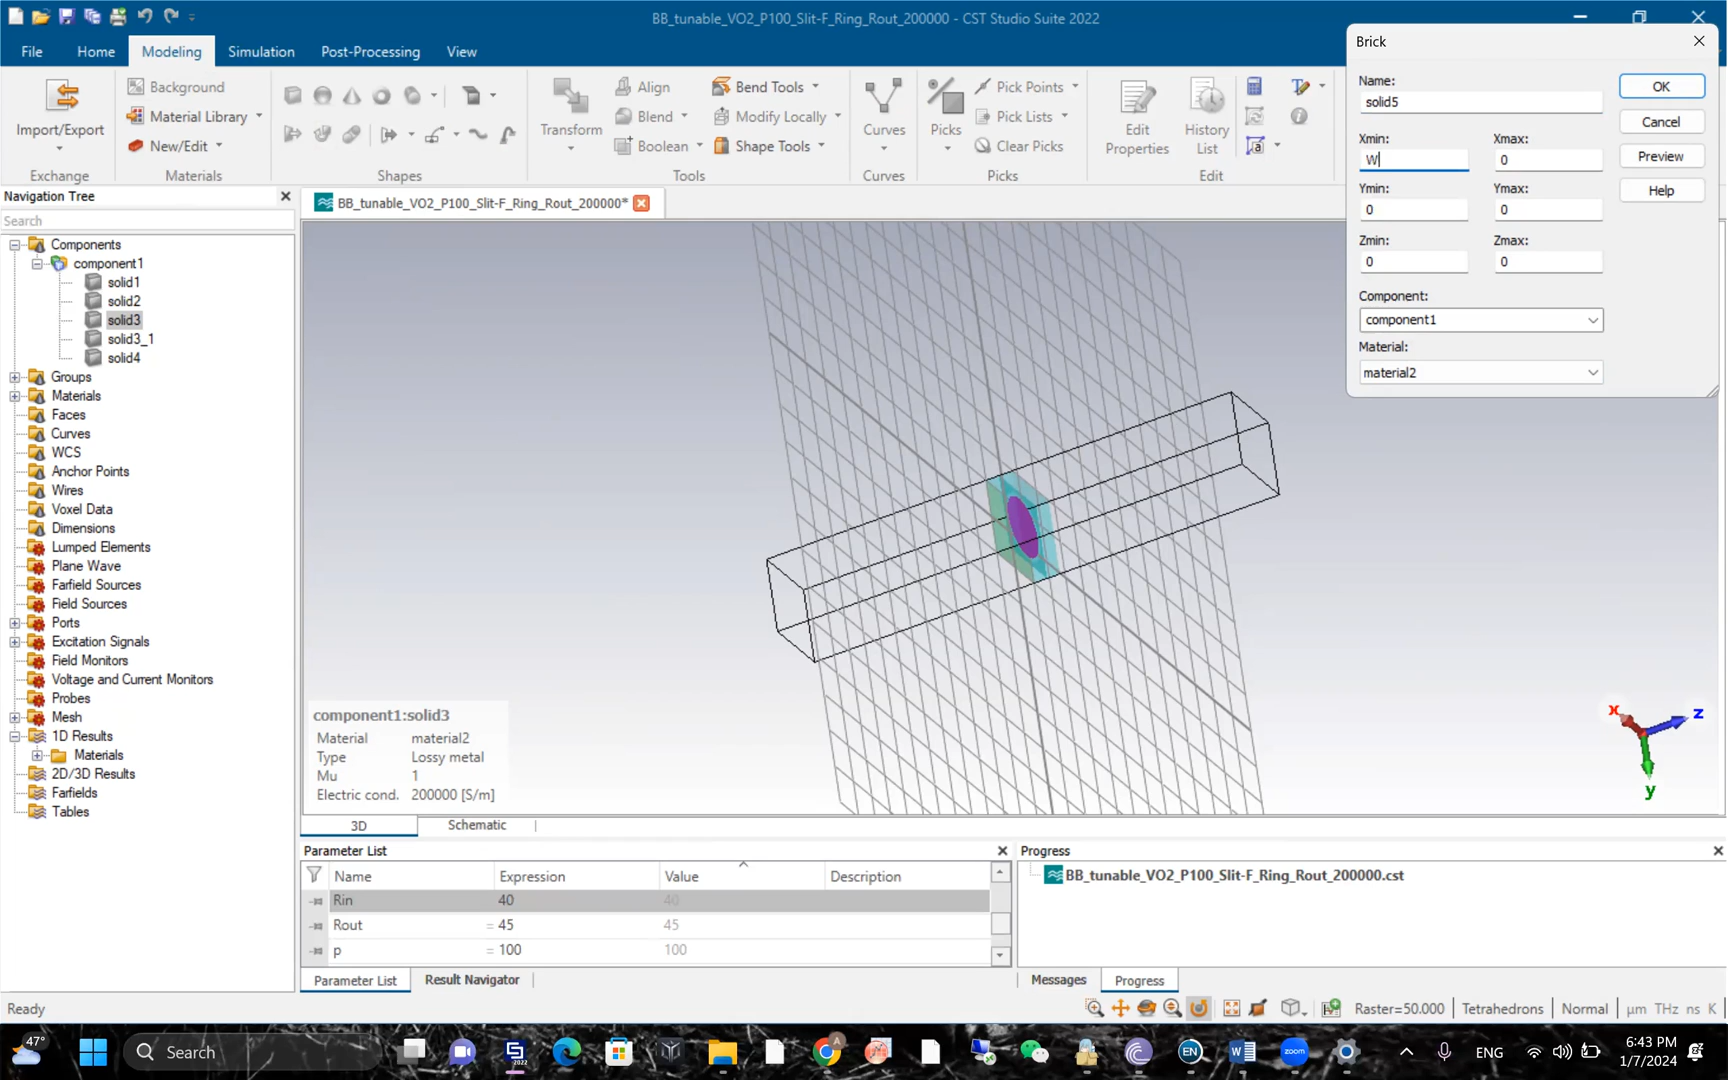 BB_tunable_VO2_P100_Slit-F_Ring_Rout_200000 - CST Studio Suite 2022
File Home Modeling Simulation Post-Processing View
Import/Export
Exchange
Background
Material Library
New/Edit
Materials
Shapes
Transform
Align
Blend
Boolean
Bend Tools
Modify Locally
Shape Tools
Tools
Curves
Curves
Picks
Pick Points
Pick Lists
Clear Picks
Picks
Edit Properties
History List
Edit
Brick
Name:
solid5
OK
Cancel
Preview
Help
Xmin: Xmax:
W 0
Ymin: Ymax:
0 0
Zmin: Zmax:
0 0
Component:
component1
Material:
material2
Navigation Tree
Search
Components
component1
solid1
solid2
solid3
solid3_1
solid4
Groups
Materials
Faces
Curves
WCS
Anchor Points
Wires
Voxel Data
Dimensions
Lumped Elements
Plane Wave
Farfield Sources
Field Sources
Ports
Excitation Signals
Field Monitors
Voltage and Current Monitors
Probes
Mesh
1D Results
Materials
2D/3D Results
Farfields
Tables
BB_tunable_VO2_P100_Slit-F_Ring_Rout_200000*
component1:solid3
Material material2
Type Lossy metal
Mu 1
Electric cond. 200000 [S/m]
x
z
y
3D Schematic
Parameter List
Name Expression Value Description
Rin 40 40
Rout = 45 45
p = 100 100
Parameter List Result Navigator
Progress
BB_tunable_VO2_P100_Slit-F_Ring_Rout_200000.cst
Messages Progress
Ready
Raster=50.000 Tetrahedrons Normal µm THz ns K
47°
Search
2022
A
EN
W
zoom
ENG
6:43 PM
1/7/2024